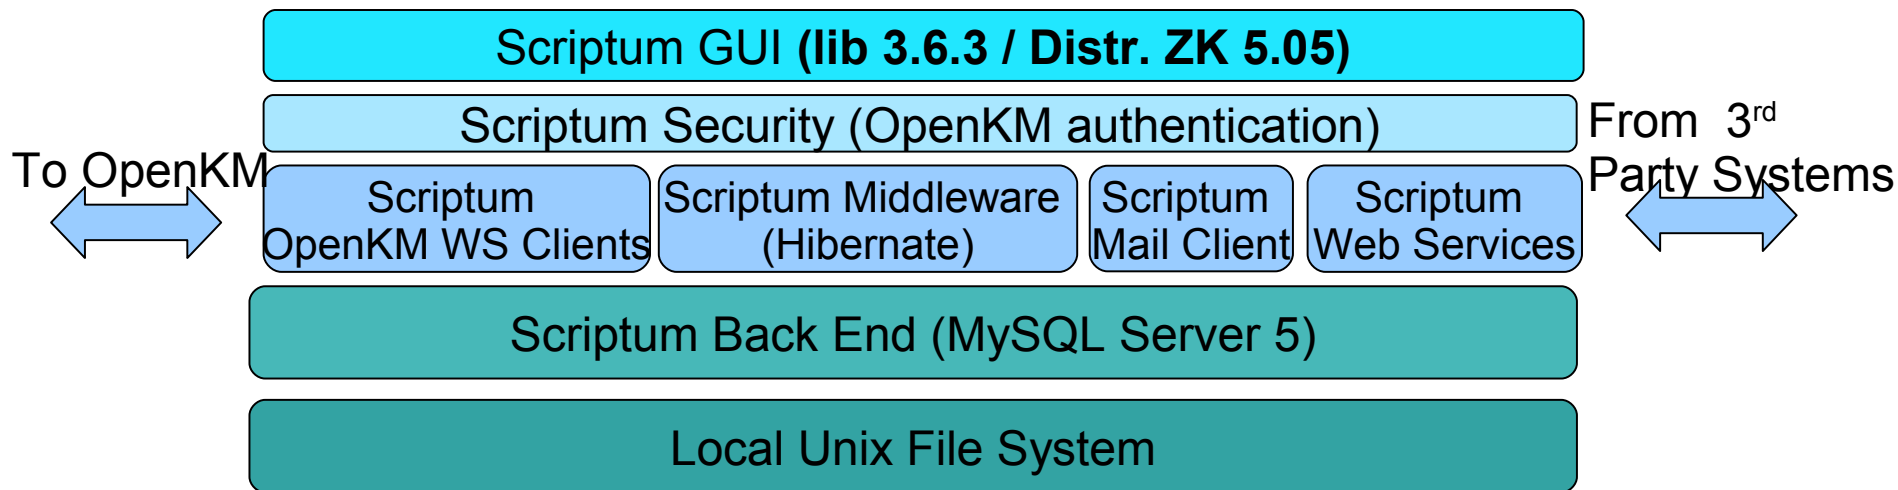 Scriptum GUI (lib 3.6.3 / Distr. ZK 5.05)
Scriptum Security (OpenKM authentication)
From 3rd
Party Systems
To OpenKM
Scriptum
OpenKM WS Clients
Scriptum Middleware
(Hibernate)
Scriptum
Mail Client
Scriptum
Web Services
Scriptum Back End (MySQL Server 5)
Local Unix File System